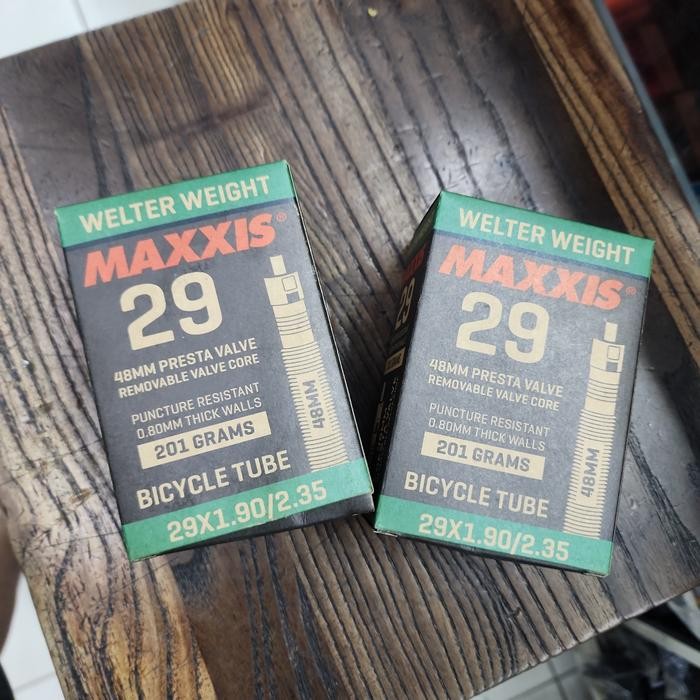 WELTER WEIGHT
MAXXIS®
29
48MM PRESTA VALVE
REMOVABLE VALVE CORE
PUNCTURE RESISTANT
0.80MM THICK WALLS
201 GRAMS
48MM
BICYCLE TUBE
29X1.90/2.35
WELTER WEIGHT
MAXXIS®
29
48MM PRESTA VALVE
REMOVABLE VALVE CORE
PUNCTURE RESISTANT
0.80MM THICK WALLS
201 GRAMS
48MM
BICYCLE TUBE
29X1.90/2.35
29